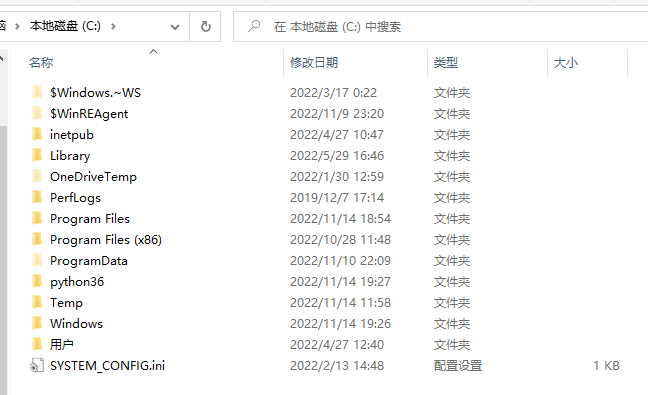 本地磁盘 (C:) 在 本地磁盘 (C:) 中搜索
名称 修改日期 类型 大小
$Windows.~WS 2022/3/17 0:22 文件夹
$WinREAgent 2022/11/9 23:20 文件夹
inetpub 2022/4/27 10:47 文件夹
Library 2022/5/29 16:46 文件夹
OneDriveTemp 2022/1/30 12:59 文件夹
PerfLogs 2019/12/7 17:14 文件夹
Program Files 2022/11/14 18:54 文件夹
Program Files (x86) 2022/10/28 11:48 文件夹
ProgramData 2022/11/10 22:09 文件夹
python36 2022/11/14 19:27 文件夹
Temp 2022/11/14 11:58 文件夹
Windows 2022/11/14 19:26 文件夹
用户 2022/4/27 12:40 文件夹
SYSTEM_CONFIG.ini 2022/2/13 14:48 配置设置 1 KB